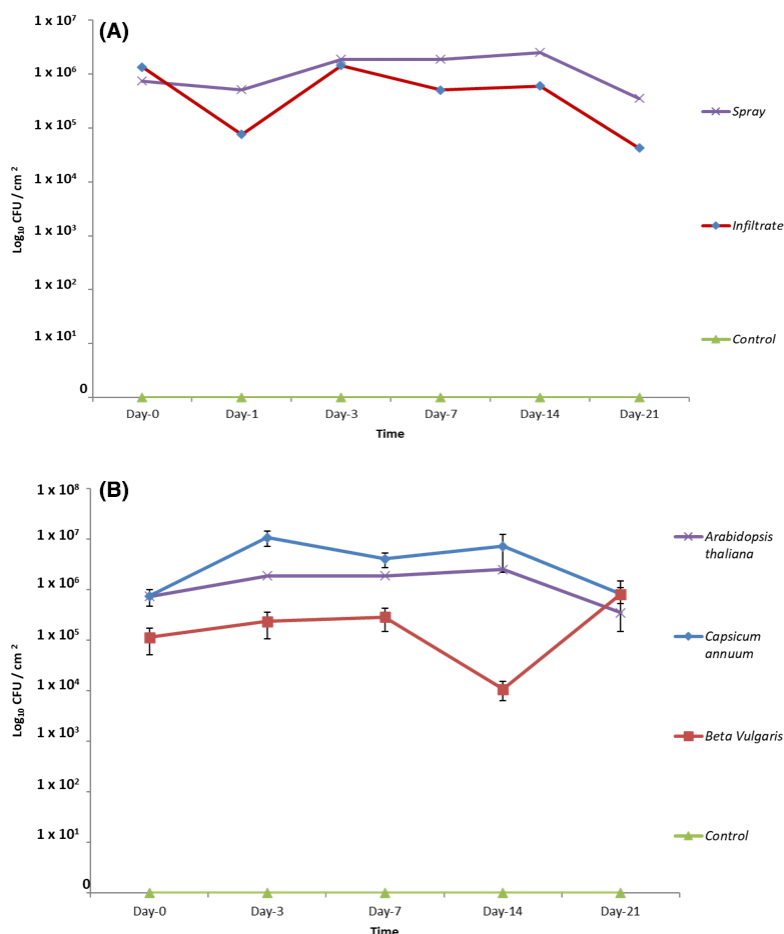 (A)
1 x 10⁷
1 x 10⁶
1 x 10⁵
1 x 10⁴
1 x 10³
1 x 10²
1 x 10¹
0
Log₁₀ CFU / cm ²
Day-0 Day-1 Day-3 Day-7 Day-14 Day-21
Time
Spray
Infiltrate
Control
(B)
1 x 10⁸
1 x 10⁷
1 x 10⁶
1 x 10⁵
1 x 10⁴
1 x 10³
1 x 10²
1 x 10¹
0
Log₁₀ CFU / cm ²
Day-0 Day-3 Day-7 Day-14 Day-21
Time
Arabidopsis
thaliana
Capsicum
annuum
Beta Vulgaris
Control